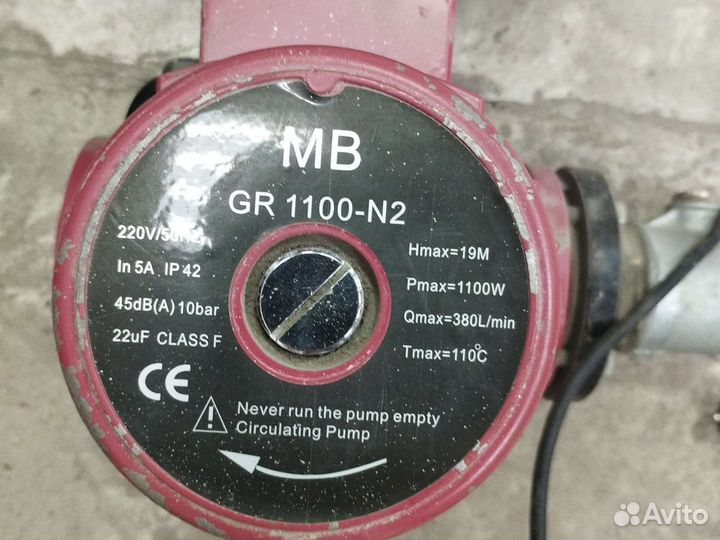 MB
GR 1100-N2
220V/50Hz
In 5A IP 42
45dB(A) 10bar
22uF CLASS F
Hmax=19M
Pmax=1100W
Qmax=380L/min
Tmax=110°C
CE
Never run the pump empty
Circulating Pump
Avito